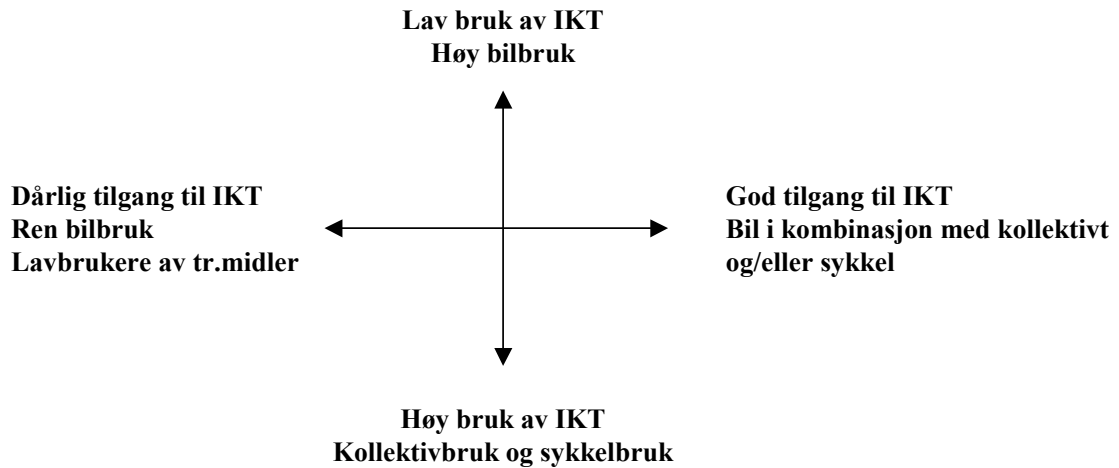 Lav bruk av IKT
Høy bilbruk
Dårlig tilgang til IKT
Ren bilbruk
Lavbrukere av tr.midler
God tilgang til IKT
Bil i kombinasjon med kollektivt
og/eller sykkel
Høy bruk av IKT
Kollektivbruk og sykkelbruk